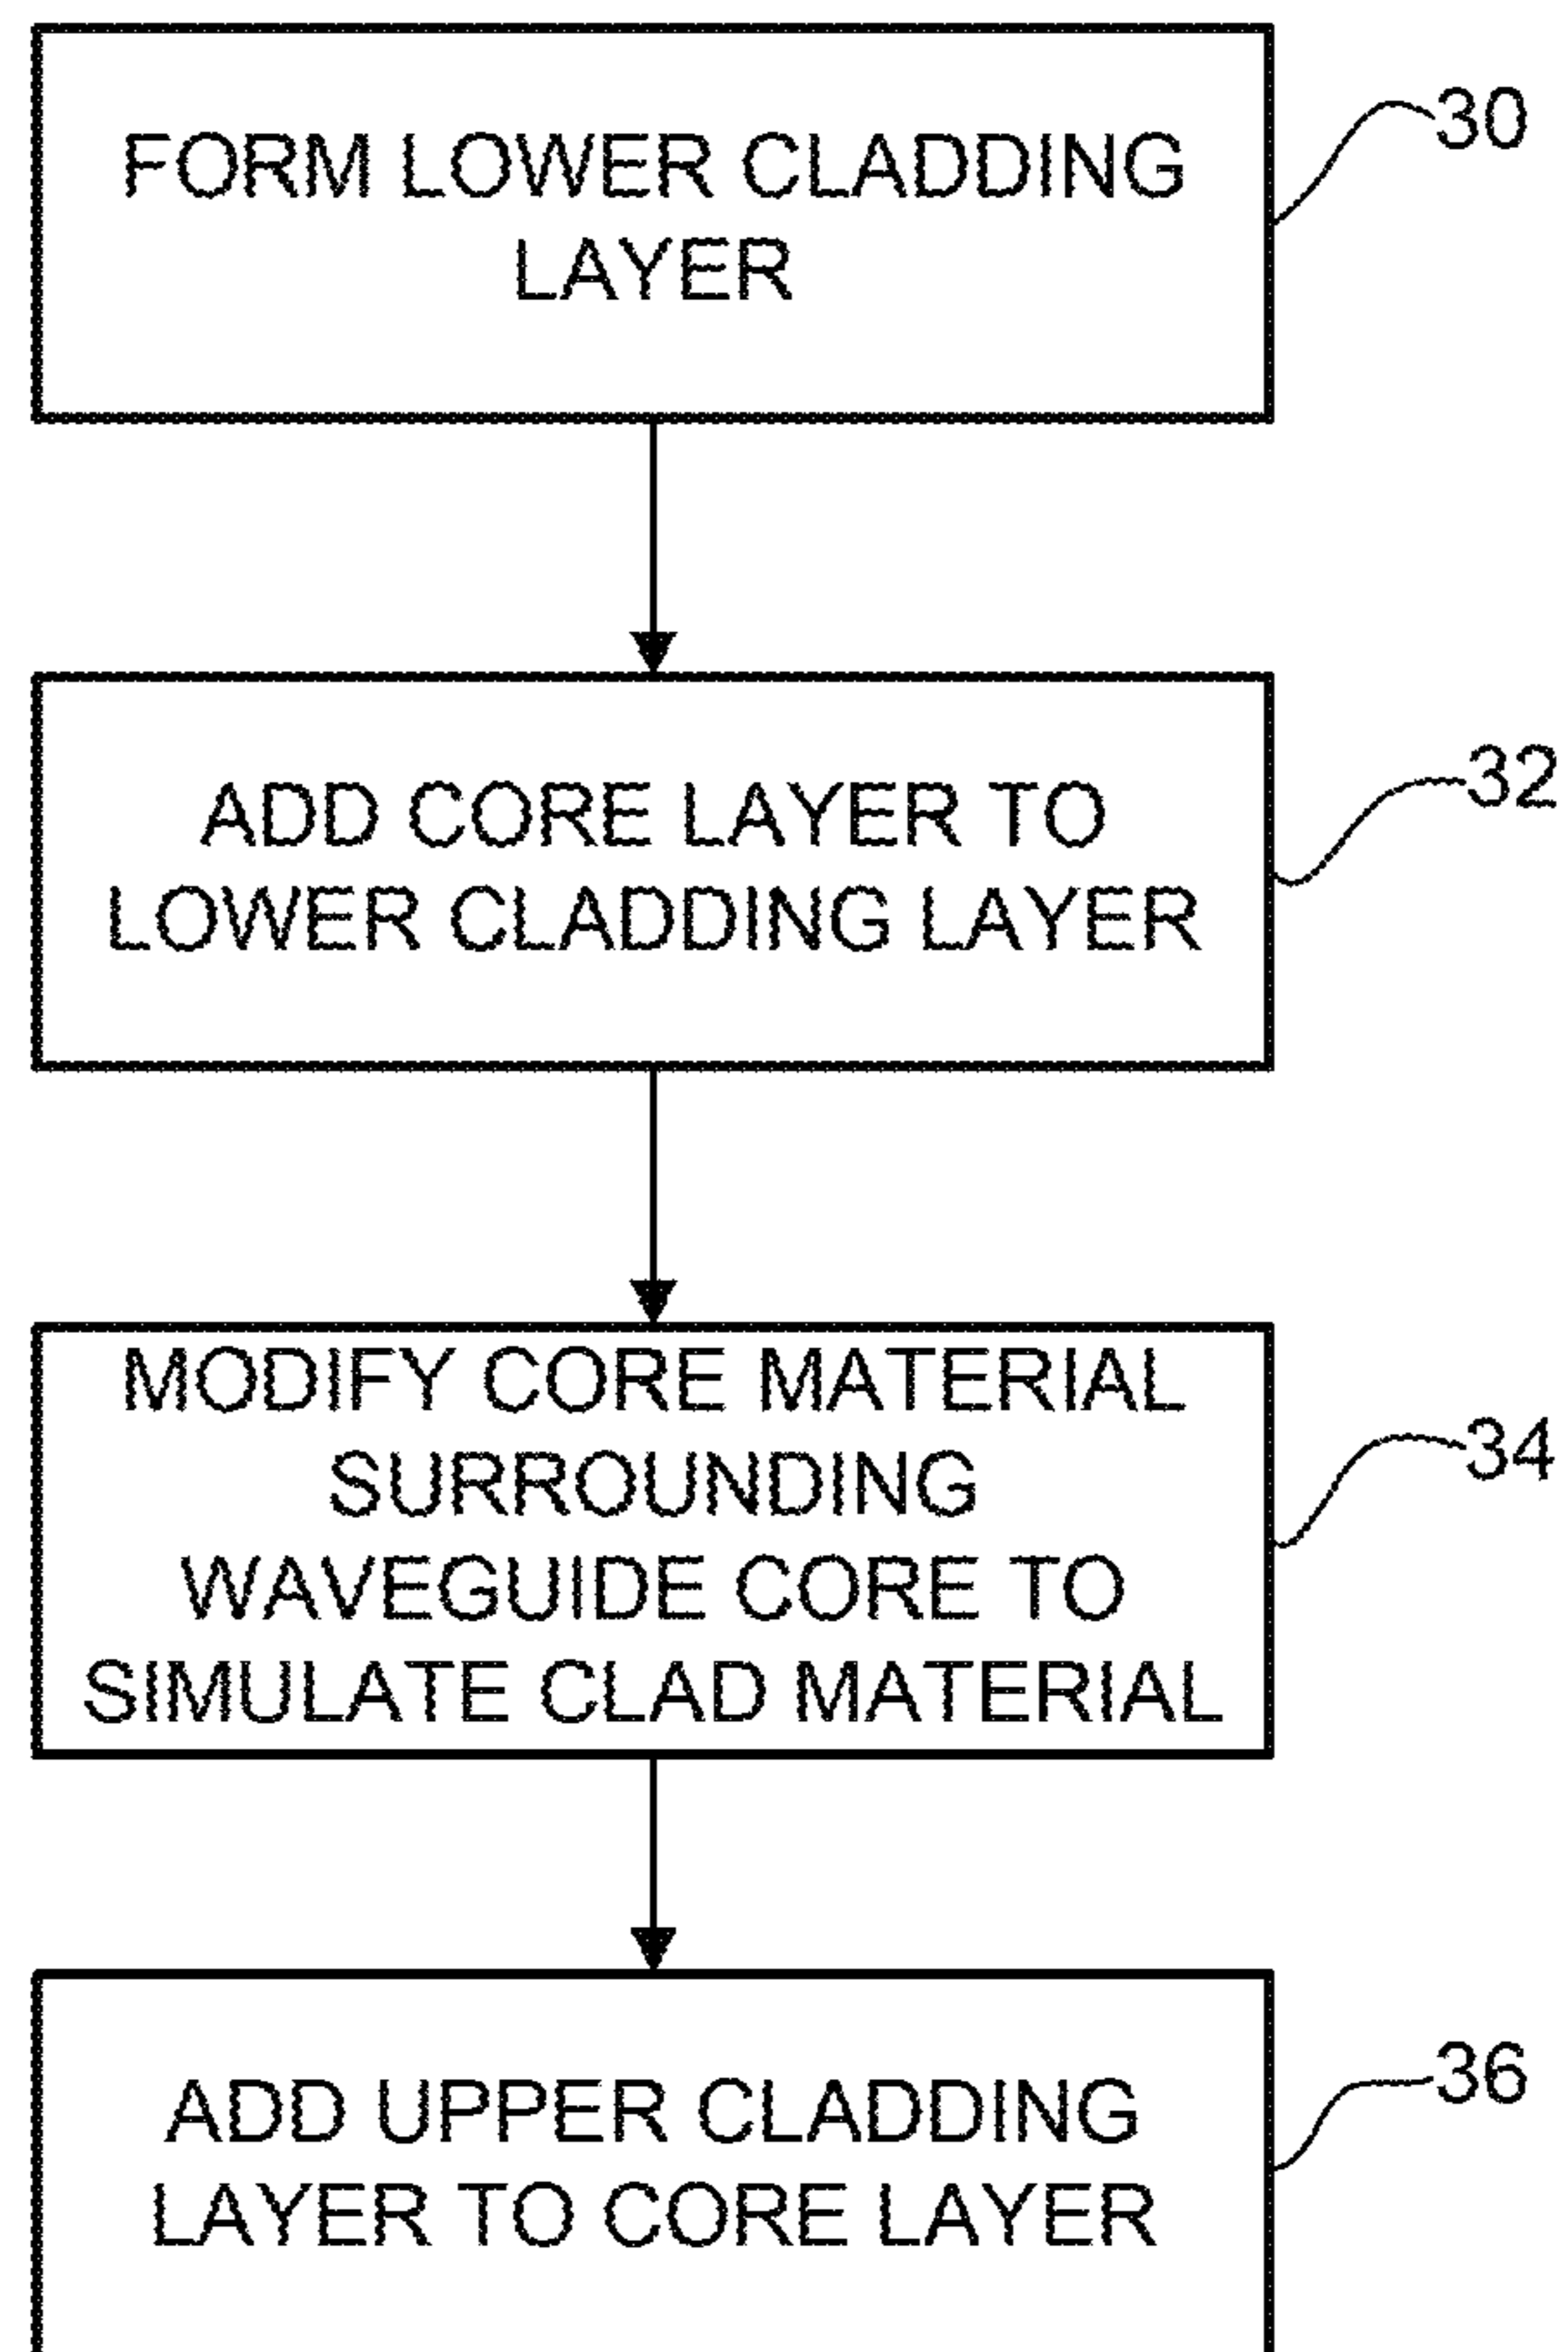 FORM LOWER CLADDING
LAYER
30
ADD CORE LAYER TO
LOWER CLADDING LAYER
32
MODIFY CORE MATERIAL
SURROUNDING
WAVEGUIDE CORE TO
SIMULATE CLAD MATERIAL
34
ADD UPPER CLADDING
LAYER TO CORE LAYER
36